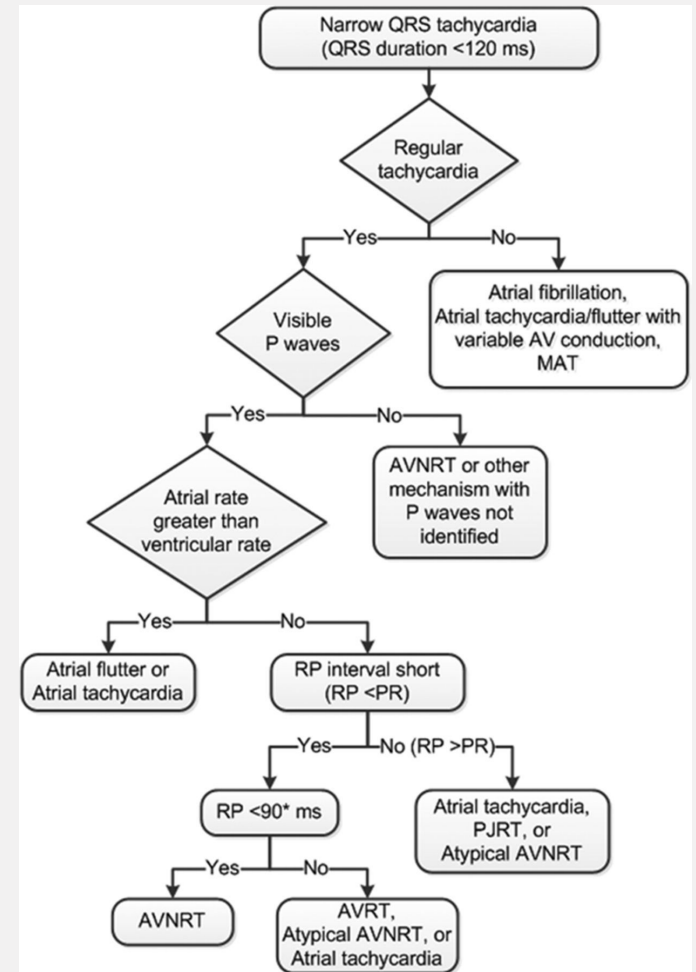 Narrow QRS tachycardia
(QRS duration <120 ms)
Regular
tachycardia
Yes
No
Visible
P waves
Atrial fibrillation,
Atrial tachycardia/flutter with
variable AV conduction,
MAT
Yes
No
Atrial rate
greater than
ventricular rate
AVNRT or other
mechanism with
P waves not
identified
Yes
No
Atrial flutter or
Atrial tachycardia
RP interval short
(RP <PR)
Yes
No (RP >PR)
RP <90* ms
Atrial tachycardia,
PJRT, or
Atypical AVNRT
Yes
No
AVNRT
AVRT,
Atypical AVNRT, or
Atrial tachycardia